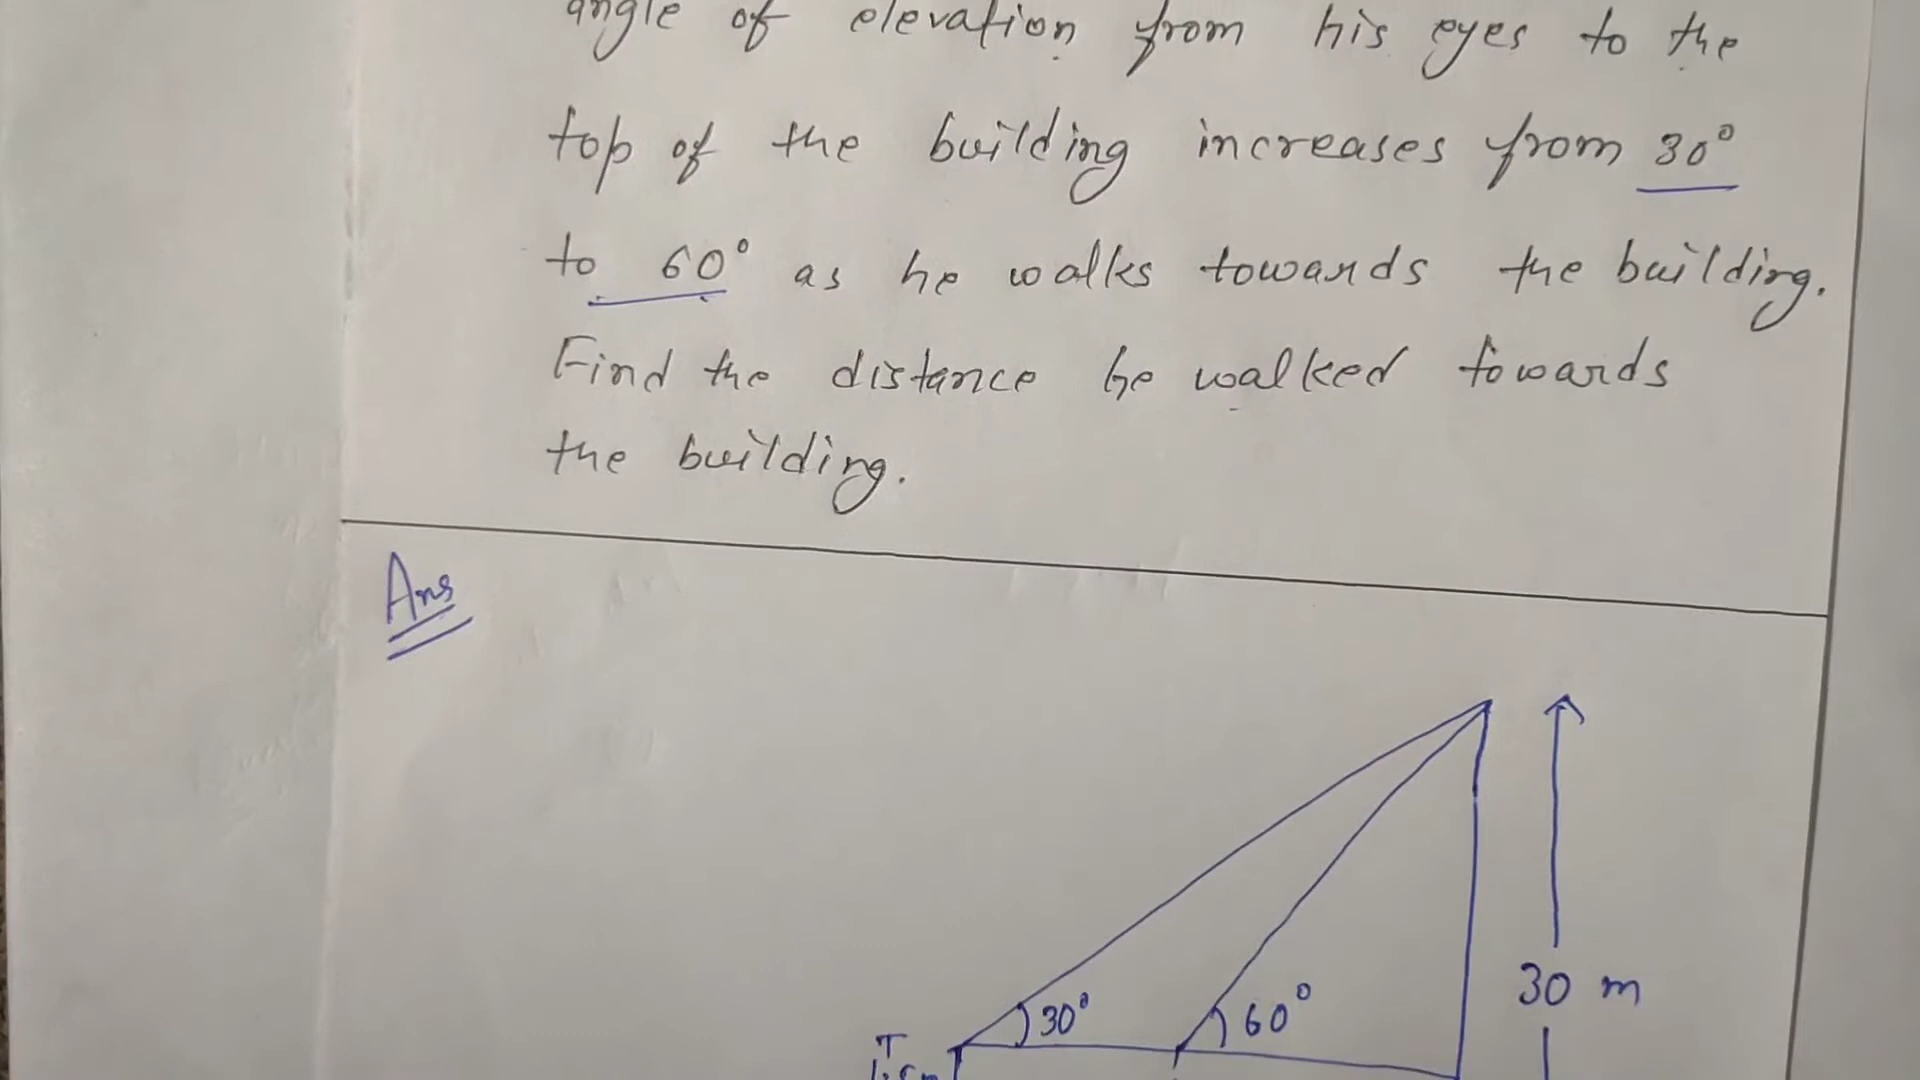 angle of elevation from his eyes to the
top of the building increases from 30°
to 60° as he walks towards the building.
Find the distance he walked towards
the building.
Ans
30 m
30°
60°